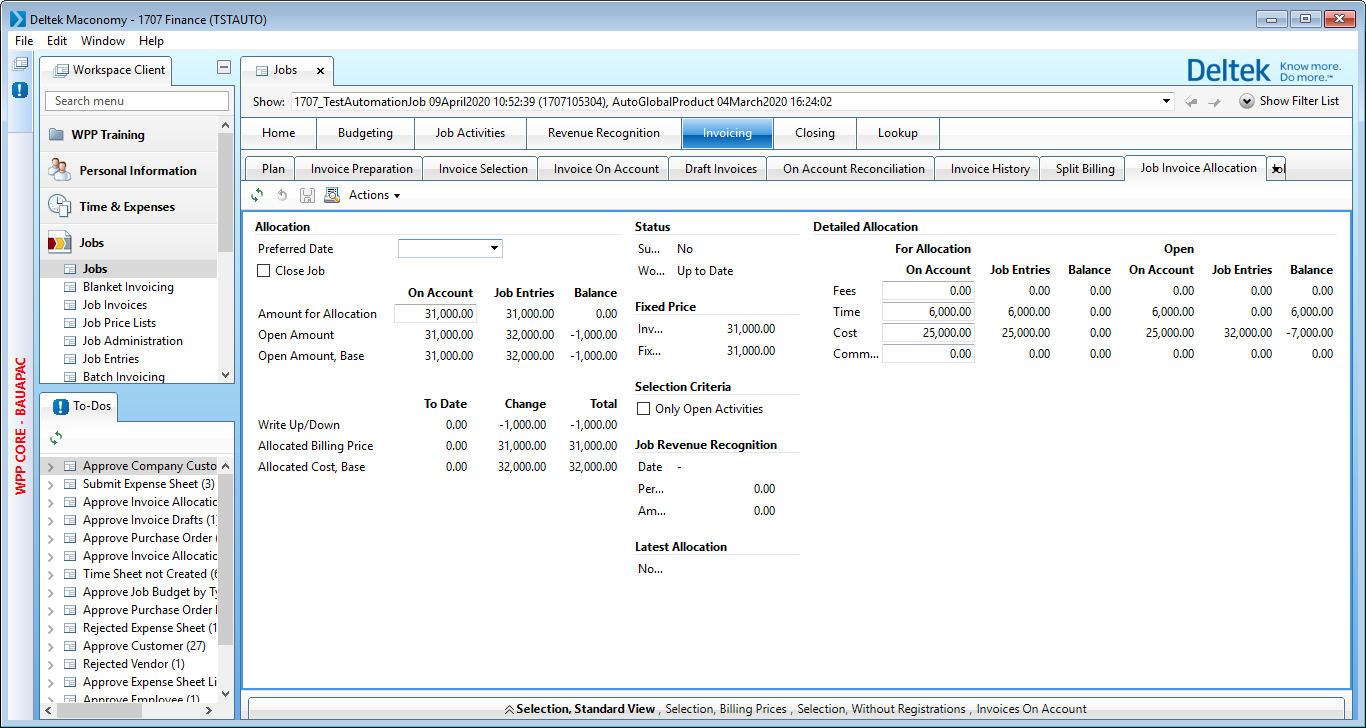 Deltek Maconomy - 1707 Finance (TSTAUTO)
File Edit Window Help
Workspace Client
Search menu
WPP Training
Personal Information
Time & Expenses
Jobs
Jobs
Blanket Invoicing
Job Invoices
Job Price Lists
Job Administration
Job Entries
Batch Invoicing
WPP CORE - BAUAPAC
To-Dos
Approve Company Custo
Submit Expense Sheet (3)
Approve Invoice Allocatic
Approve Invoice Drafts (1)
Approve Purchase Order (
Approve Invoice Allocatic
Time Sheet not Created (6
Approve Job Budget by Ty
Approve Purchase Order I
Rejected Expense Sheet (1
Approve Customer (27)
Rejected Vendor (1)
Approve Expense Sheet Li
Approve Employee (1)
Jobs
Deltek Know more. Do more.™
Show: 1707_TestAutomationJob 09April2020 10:52:39 (1707105304), AutoGlobalProduct 04March2020 16:24:02
Show Filter List
Home Budgeting Job Activities Revenue Recognition Invoicing Closing Lookup
Plan Invoice Preparation Invoice Selection Invoice On Account Draft Invoices On Account Reconciliation Invoice History Split Billing Job Invoice Allocation
Actions
Allocation
Preferred Date
Close Job
On Account Job Entries Balance
Amount for Allocation 31,000.00 31,000.00 0.00
Open Amount 31,000.00 32,000.00 -1,000.00
Open Amount, Base 31,000.00 32,000.00 -1,000.00
To Date Change Total
Write Up/Down 0.00 -1,000.00 -1,000.00
Allocated Billing Price 0.00 31,000.00 31,000.00
Allocated Cost, Base 0.00 32,000.00 32,000.00
Status
Su... No
Wo... Up to Date
Fixed Price
Inv... 31,000.00
Fix... 31,000.00
Selection Criteria
Only Open Activities
Job Revenue Recognition
Date -
Per... 0.00
Am... 0.00
Latest Allocation
No...
Detailed Allocation
For Allocation Open
On Account Job Entries Balance On Account Job Entries Balance
Fees 0.00 0.00 0.00 0.00 0.00 0.00
Time 6,000.00 6,000.00 0.00 6,000.00 0.00 6,000.00
Cost 25,000.00 25,000.00 0.00 25,000.00 32,000.00 -7,000.00
Comm... 0.00 0.00 0.00 0.00 0.00 0.00
Selection, Standard View , Selection, Billing Prices , Selection, Without Registrations , Invoices On Account